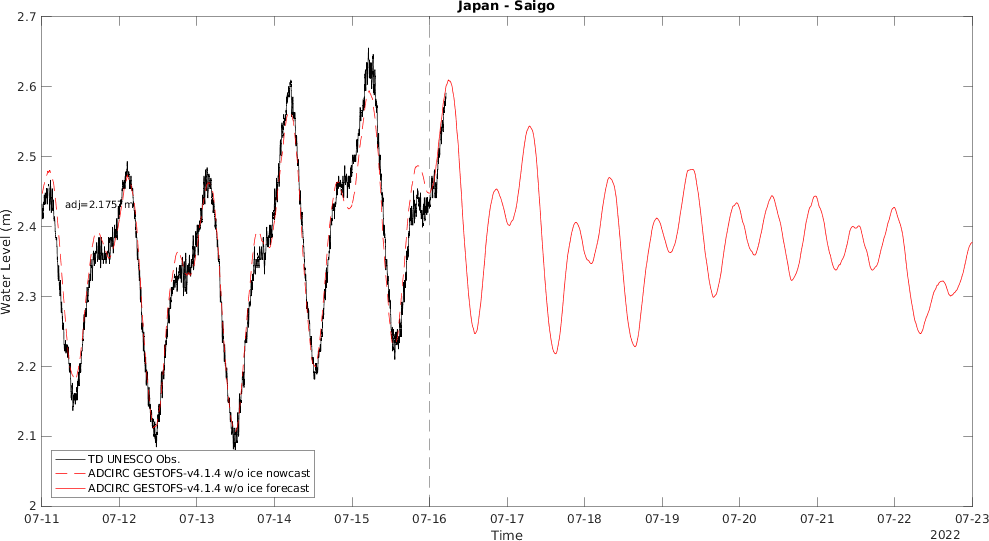 Japan - Saigo
2.7
2.6
2.5
2.4
2.3
2.2
2.1
2
Water Level (m)
adj=2.1752m
TD UNESCO Obs.
ADCIRC GESTOFS-v4.1.4 w/o ice nowcast
ADCIRC GESTOFS-v4.1.4 w/o ice forecast
07-11 07-12 07-13 07-14 07-15 07-16 07-17 07-18 07-19 07-20 07-21 07-22 07-23
Time
2022